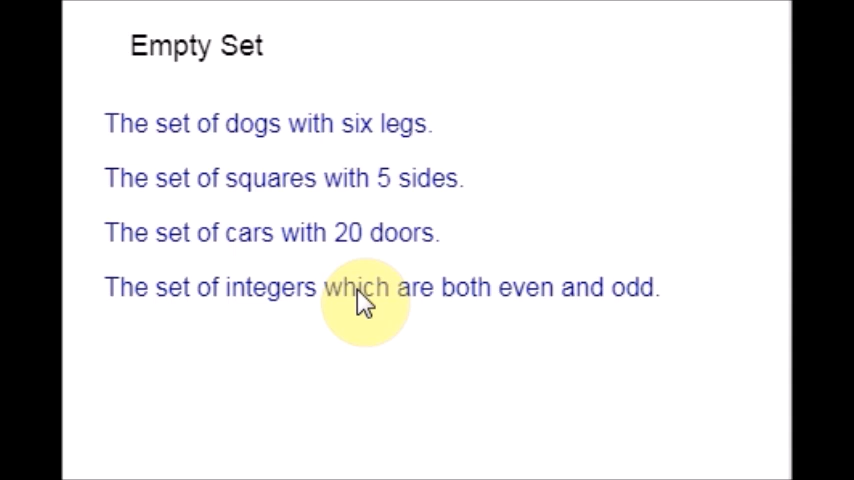 Empty Set
The set of dogs with six legs.
The set of squares with 5 sides.
The set of cars with 20 doors.
The set of integers which are both even and odd.